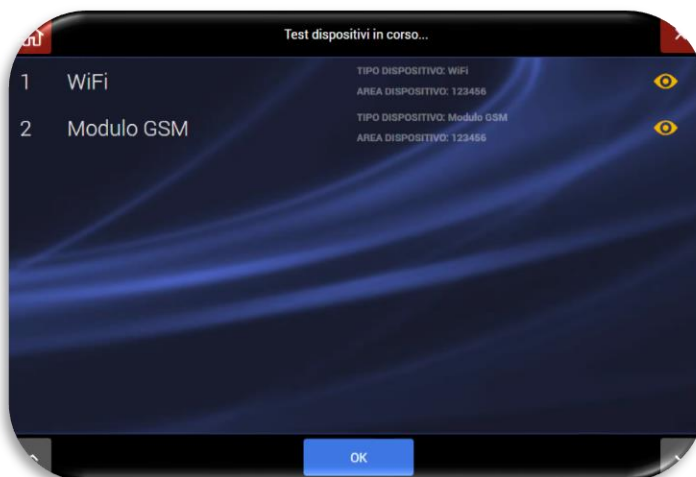 Test dispositivi in corso...
1 WiFi
TIPO DISPOSITIVO: WiFi
AREA DISPOSITIVO: 123456
2 Modulo GSM
TIPO DISPOSITIVO: Modulo GSM
AREA DISPOSITIVO: 123456
OK